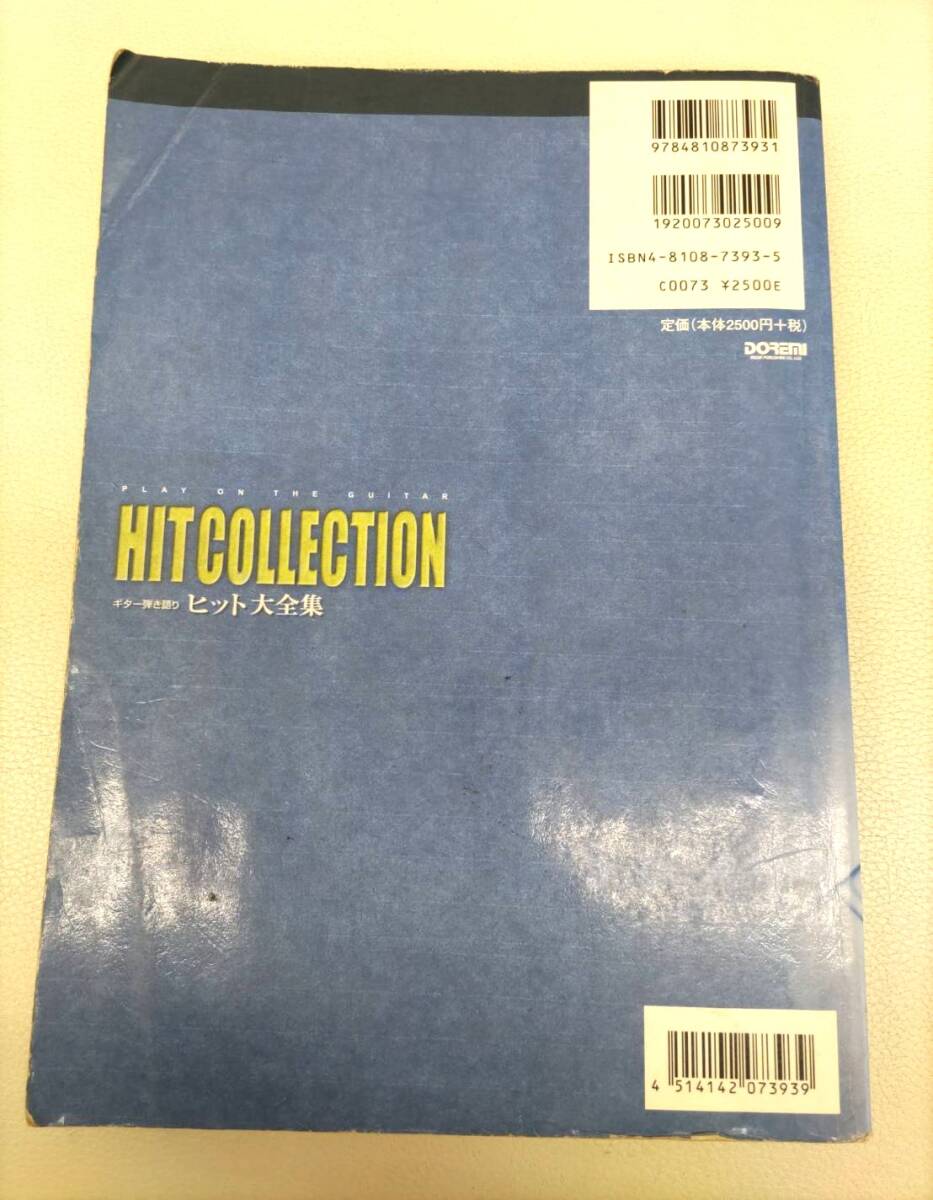 9784810873931
1920073025009
ISBN4-8108-7393-5
C0073 ¥2500E
定価(本体2500円+税)
DOREMI
PLAY ON THE GUITAR
HIT COLLECTION
ギター弾き語り ヒット大全集
4 514142 073939